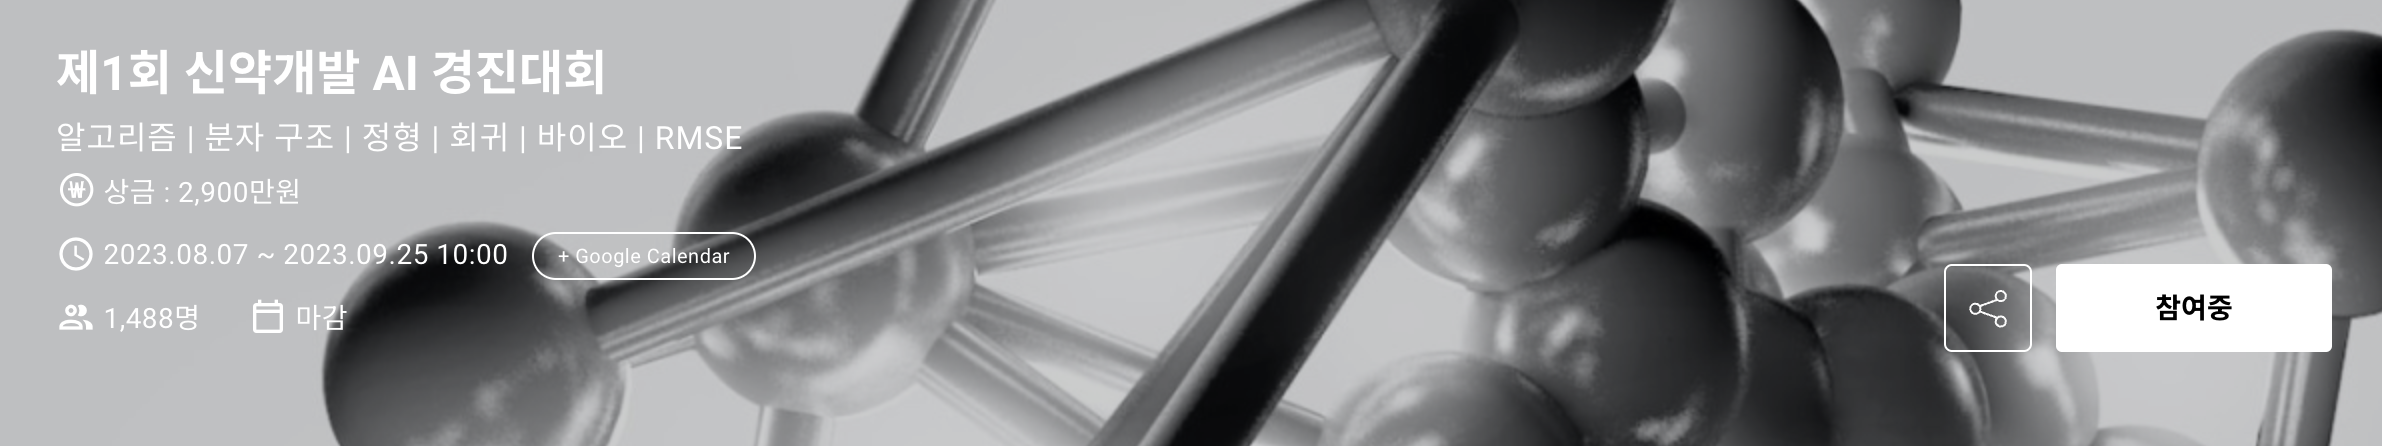 제1회 신약개발 AI 경진대회
알고리즘 | 분자 구조 | 정형 | 회귀 | 바이오 | RMSE
상금 : 2,900만원
2023.08.07 ~ 2023.09.25 10:00 + Google Calendar
1,488명 마감
참여중